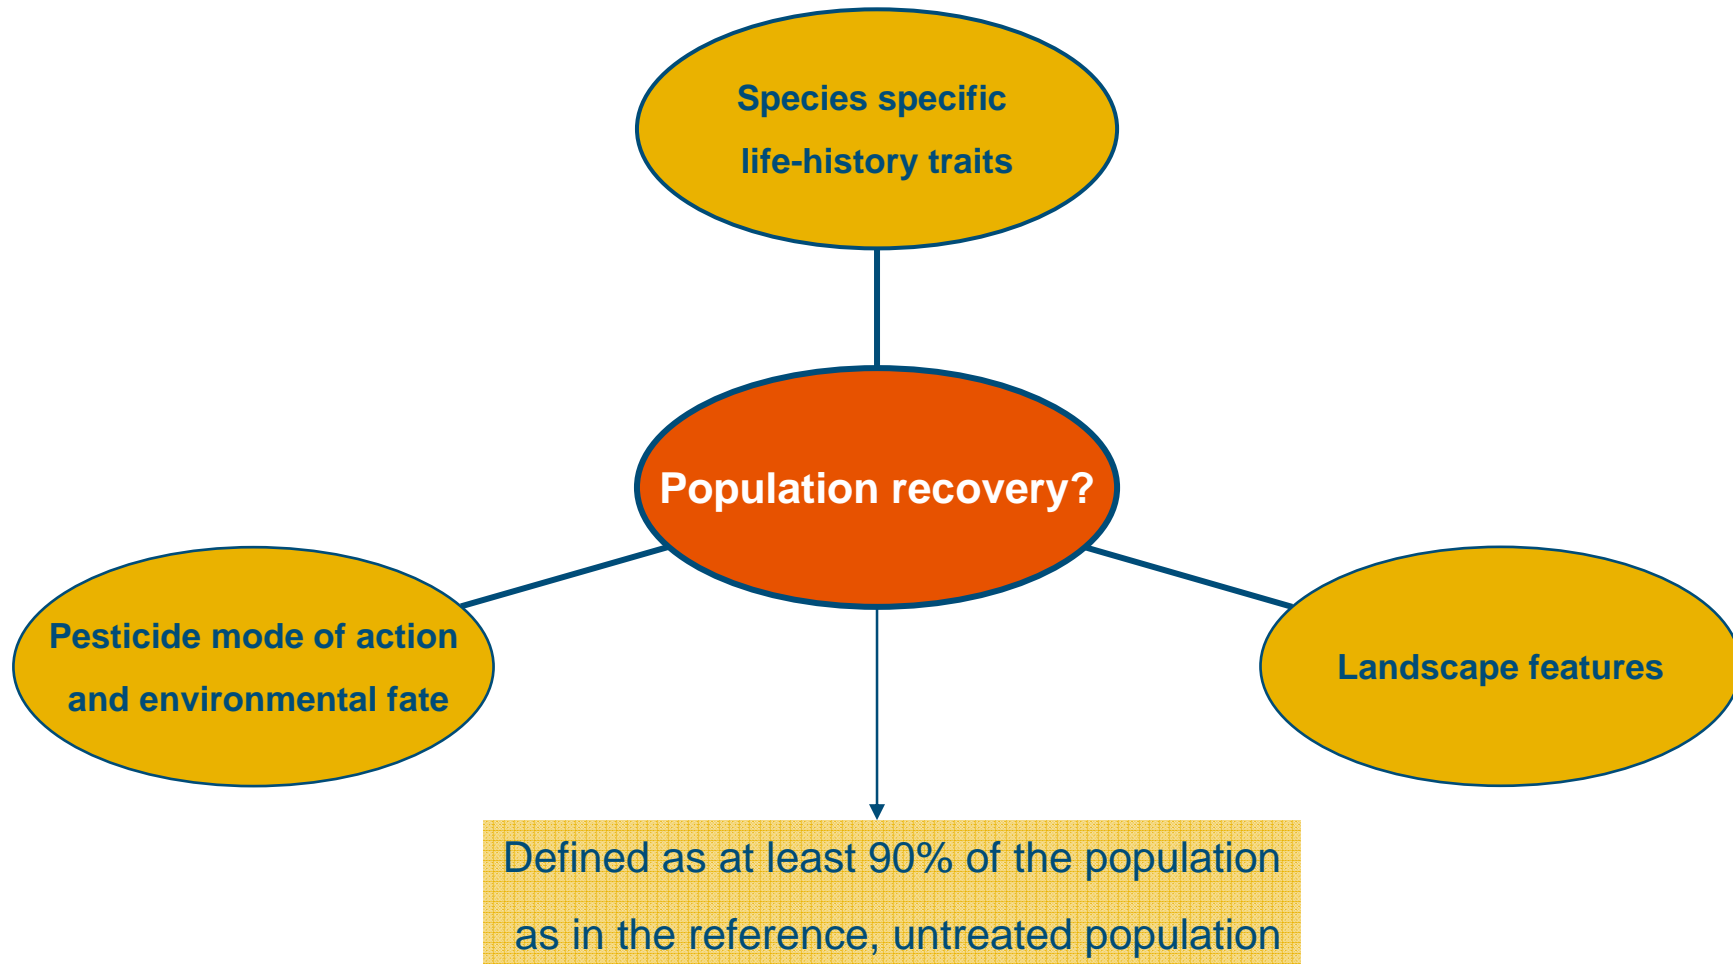 Species specific
life-history traits
Population recovery?
Pesticide mode of action
and environmental fate
Landscape features
Defined as at least 90% of the population
as in the reference, untreated population